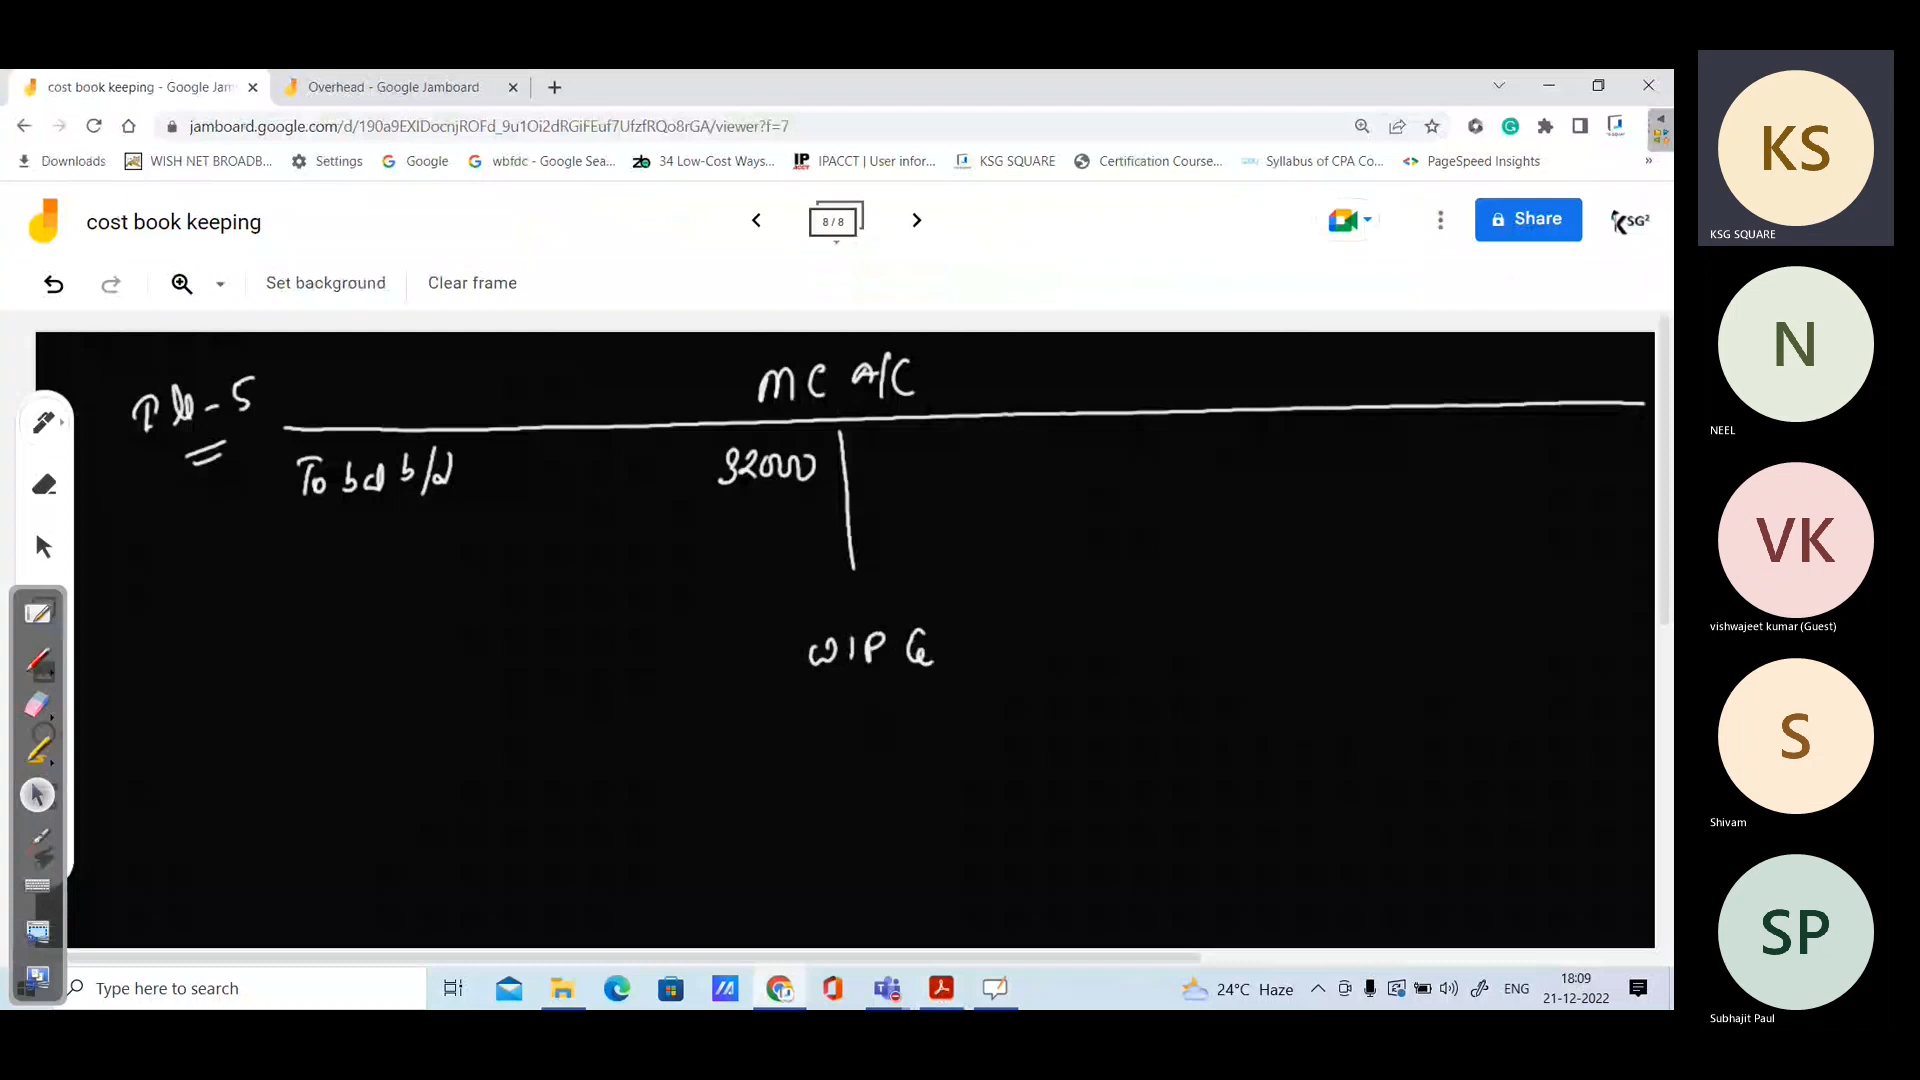 cost book keeping - Google Jam
Overhead - Google Jamboard
jamboard.google.com/d/190a9EXIDocnjROFd_9u1Oi2dRGiFEuf7UfzfRQo8rGA/viewer?f=7
Downloads WISH NET BROADB... Settings Google wbfdc - Google Sea... 34 Low-Cost Ways... IPACCT | User infor... KSG SQUARE Certification Course... Syllabus of CPA Co... PageSpeed Insights »
cost book keeping
8 / 8
Share
KSG²
Set background Clear frame
MC A/C
To bal b/d 32000
WIP
Type here to search
24°C Haze
ENG
18:09
21-12-2022
KS
KSG SQUARE
N
NEEL
VK
vishwajeet kumar (Guest)
S
Shivam
SP
Subhajit Paul